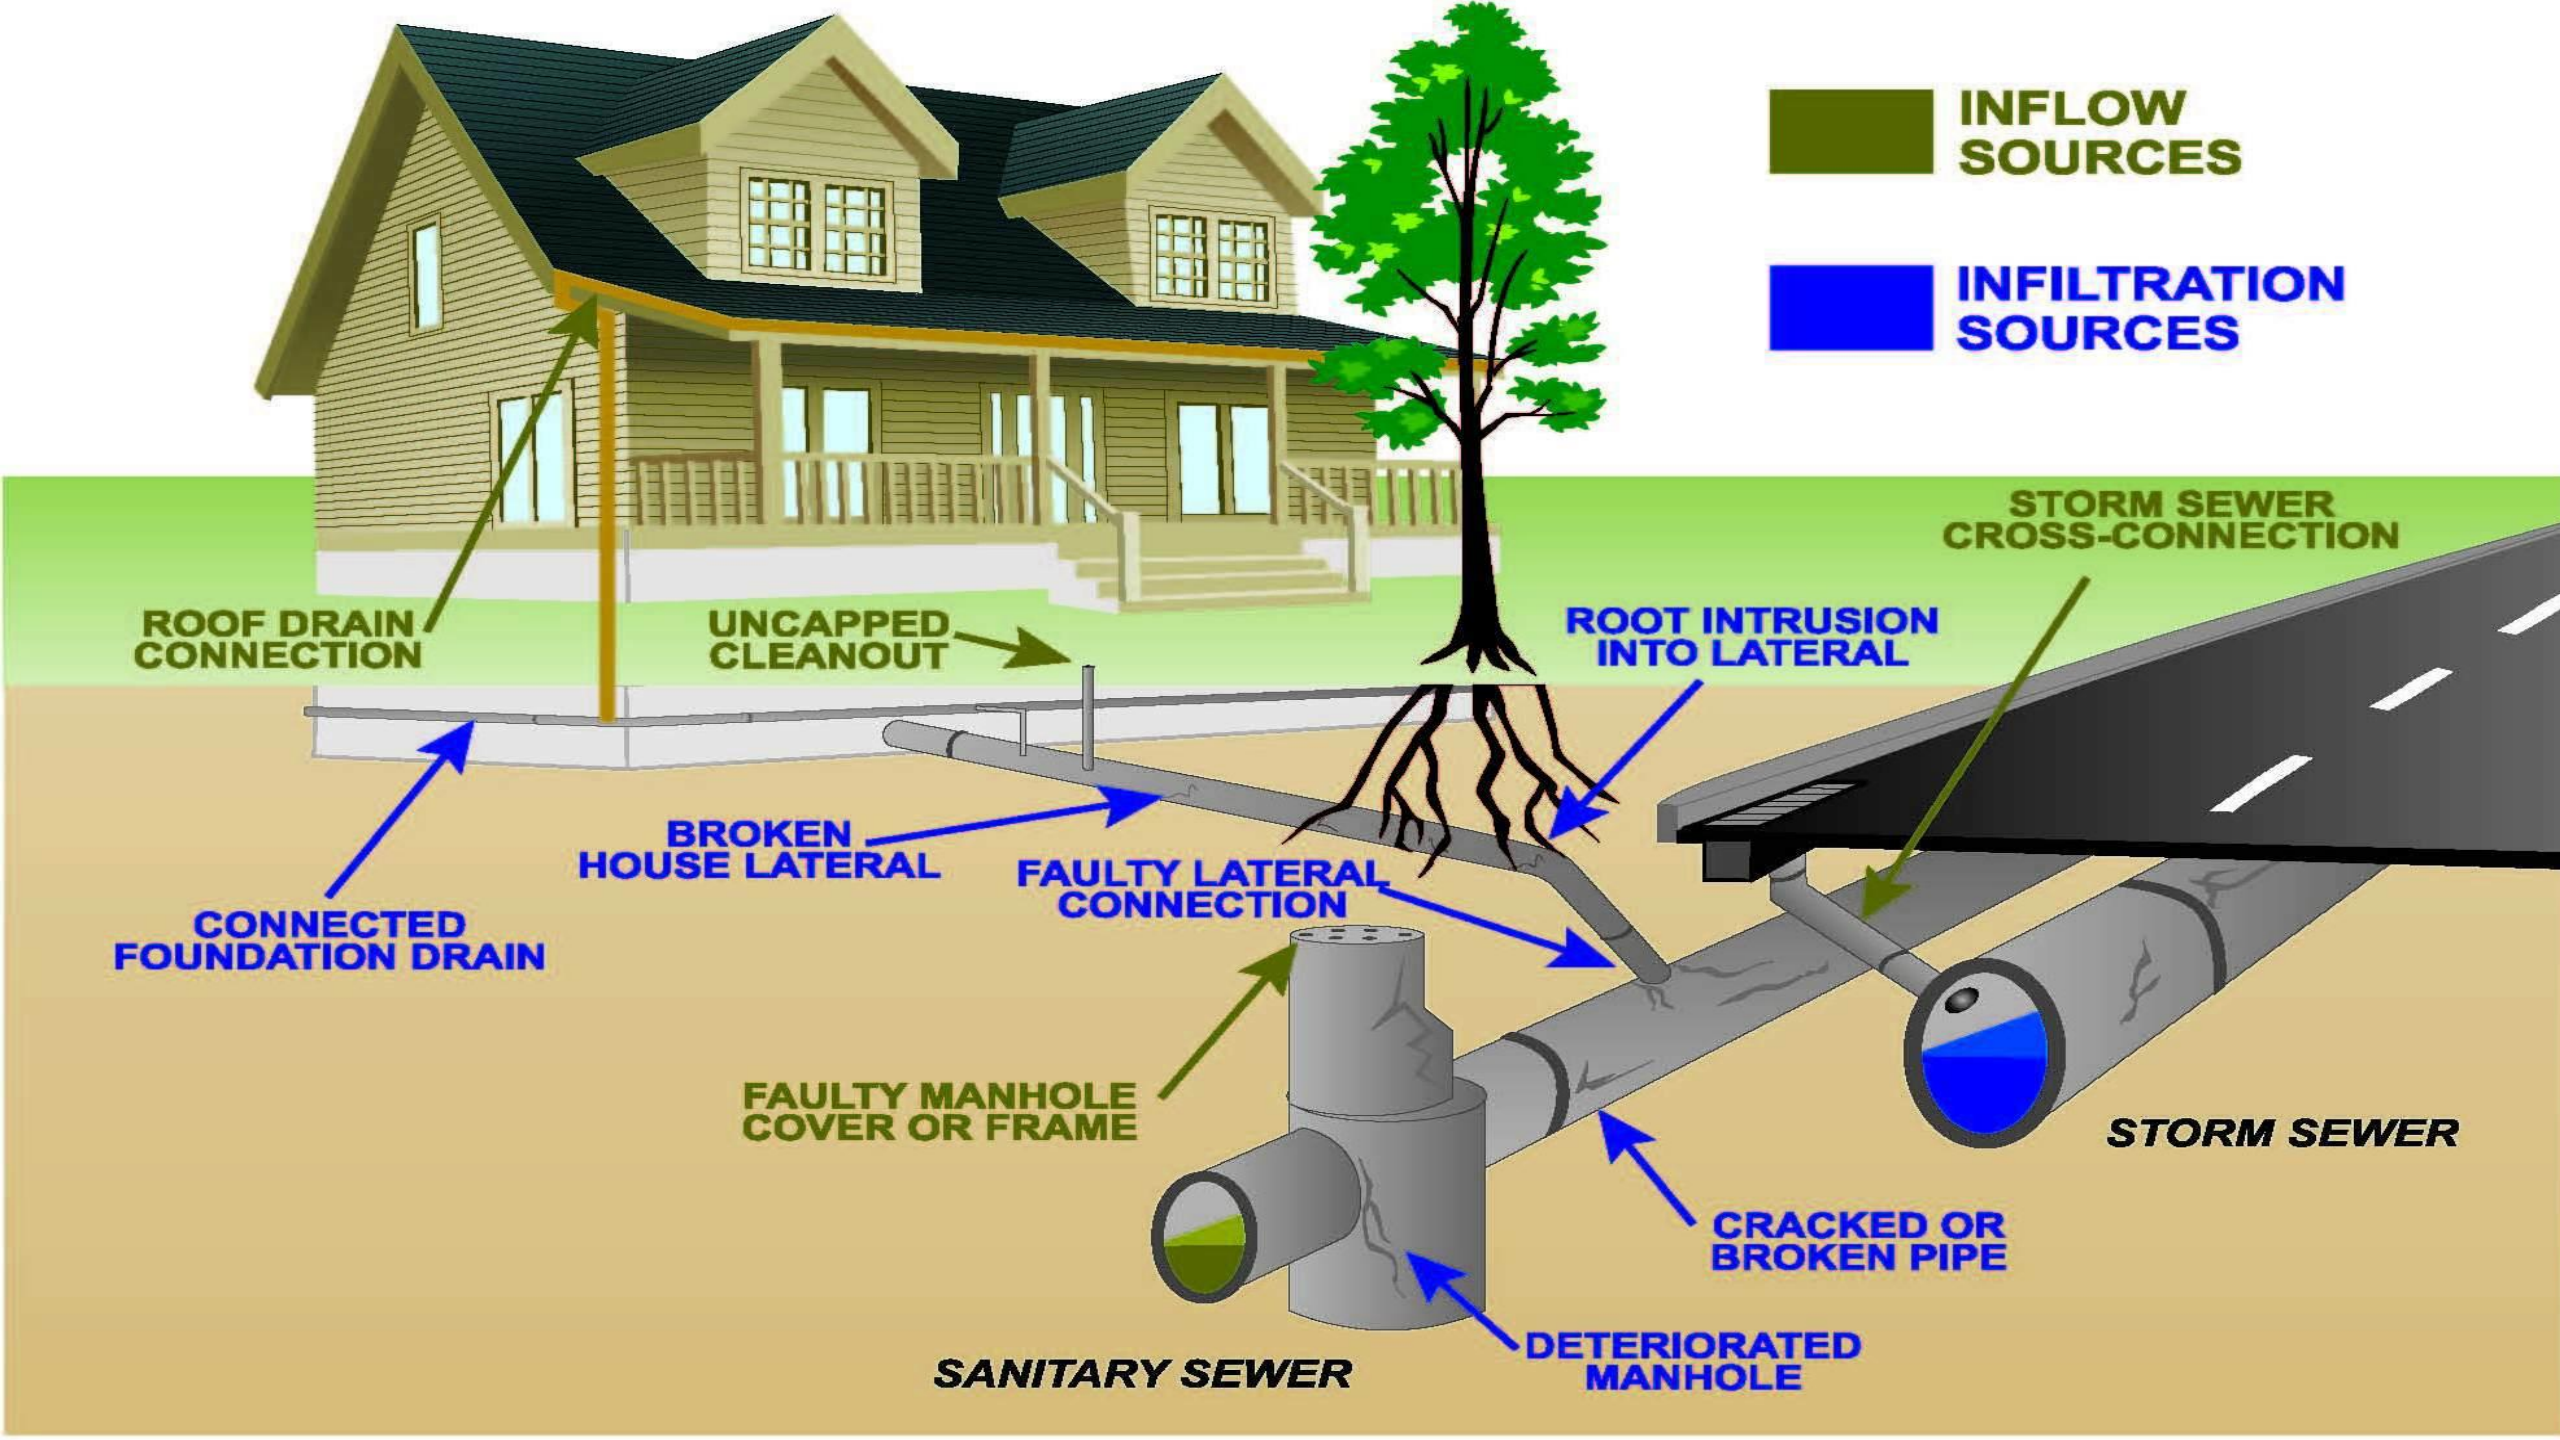 INFLOW
SOURCES
INFILTRATION
SOURCES
STORM SEWER
CROSS-CONNECTION
ROOF DRAIN
CONNECTION
UNCAPPED
CLEANOUT
ROOT INTRUSION
INTO LATERAL
BROKEN
HOUSE LATERAL
FAULTY LATERAL
CONNECTION
CONNECTED
FOUNDATION DRAIN
FAULTY MANHOLE
COVER OR FRAME
STORM SEWER
CRACKED OR
BROKEN PIPE
DETERIORATED
MANHOLE
SANITARY SEWER